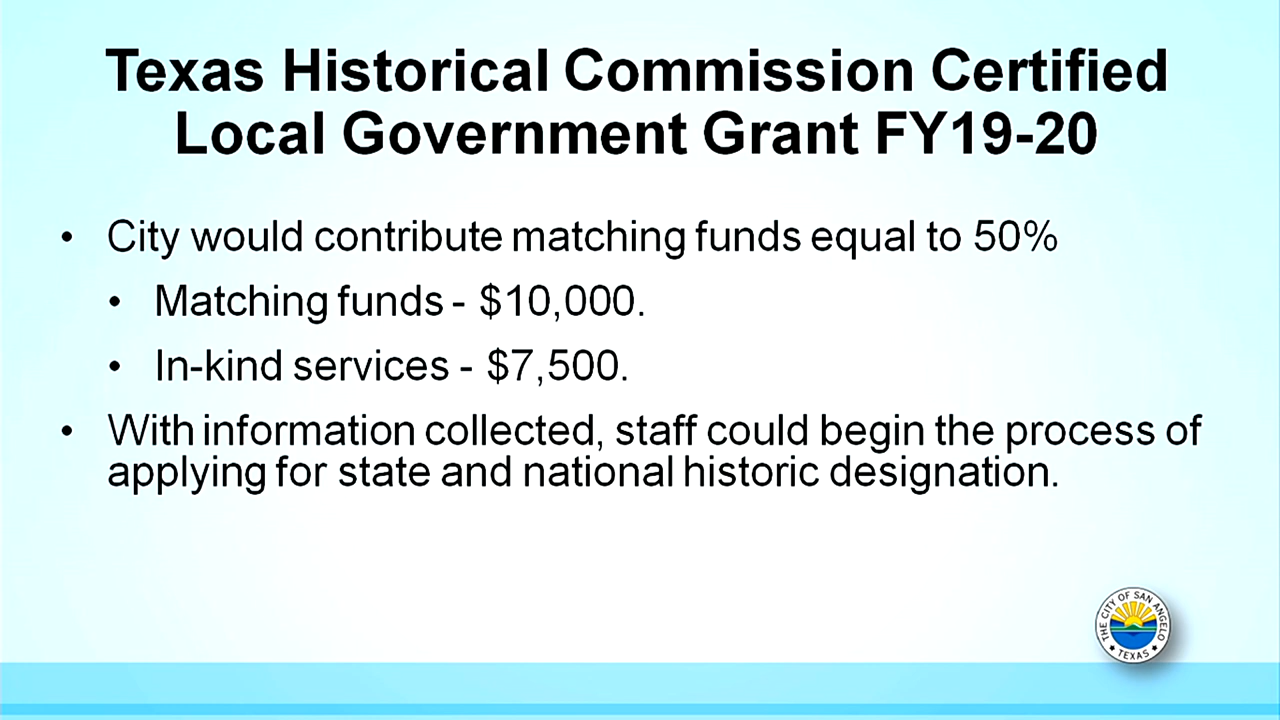 Texas Historical Commission Certified
Local Government Grant FY19-20
• City would contribute matching funds equal to 50%
• Matching funds - $10,000.
• In-kind services - $7,500.
• With information collected, staff could begin the process of
applying for state and national historic designation.
THE CITY OF SAN ANGELO
★ TEXAS ★